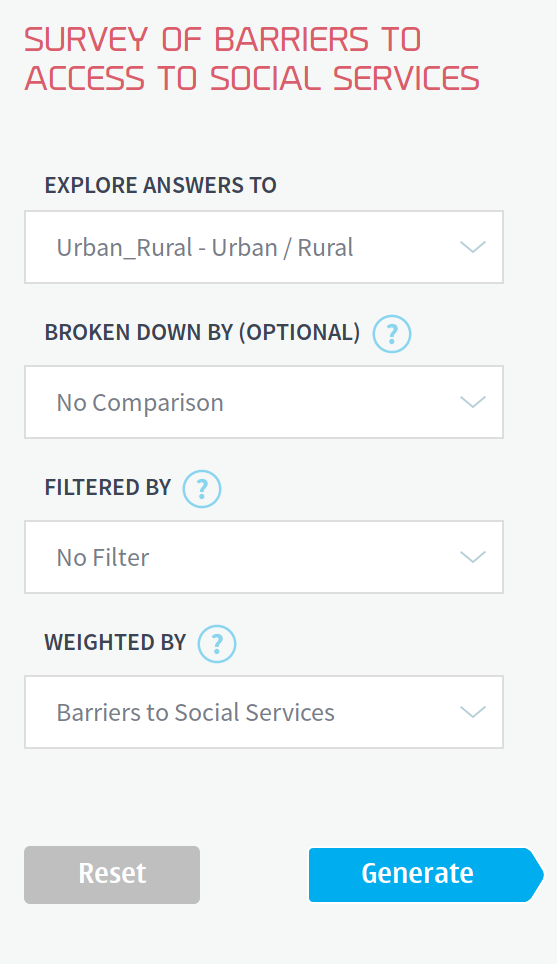 SURVEY OF BARRIERS TO
ACCESS TO SOCIAL SERVICES
EXPLORE ANSWERS TO
Urban_Rural - Urban / Rural
BROKEN DOWN BY (OPTIONAL) ?
No Comparison
FILTERED BY ?
No Filter
WEIGHTED BY ?
Barriers to Social Services
Reset Generate